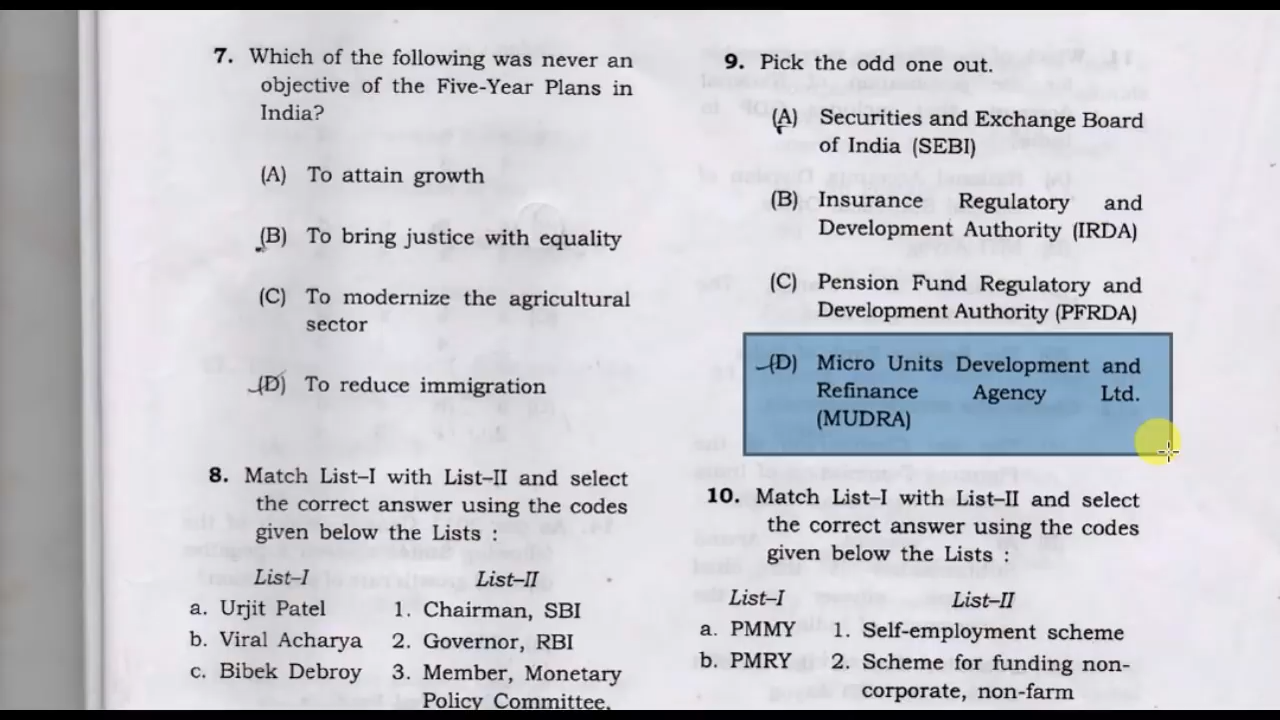 7. Which of the following was never an
objective of the Five-Year Plans in
India?
(A) To attain growth
(B) To bring justice with equality
(C) To modernize the agricultural
sector
(D) To reduce immigration
8. Match List–I with List–II and select
the correct answer using the codes
given below the Lists :
List–I List–II
a. Urjit Patel 1. Chairman, SBI
b. Viral Acharya 2. Governor, RBI
c. Bibek Debroy 3. Member, Monetary
Policy Committee,
9. Pick the odd one out.
(A) Securities and Exchange Board
of India (SEBI)
(B) Insurance Regulatory and
Development Authority (IRDA)
(C) Pension Fund Regulatory and
Development Authority (PFRDA)
(D) Micro Units Development and
Refinance Agency Ltd.
(MUDRA)
10. Match List–I with List–II and select
the correct answer using the codes
given below the Lists :
List–I List–II
a. PMMY 1. Self-employment scheme
b. PMRY 2. Scheme for funding non-
corporate, non-farm